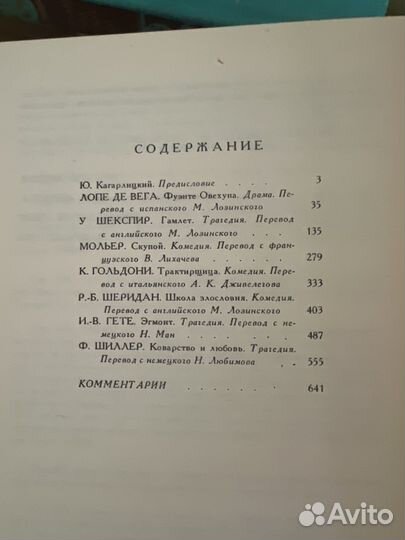 СОДЕРЖАНИЕ
Ю. Кагарлицкий. Предисловие . . . . 3
ЛОПЕ ДЕ ВЕГА. Фуэнте Овехуна. Драма. Пе-
ревод с испанского М. Лозинского . . 35
У ШЕКСПИР. Гамлет. Трагедия. Перевод
с английского М. Лозинского . . . . 135
МОЛЬЕР. Скупой. Комедия. Перевод с фран-
цузского В. Лихачева . . . . 279
К. ГОЛЬДОНИ. Трактирщица. Комедия. Пере-
вод с итальянского А. К. Дживелегова . 333
Р.-Б. ШЕРИДАН. Школа злословия. Комедия.
Перевод с английского М. Лозинского . 403
И.-В. ГЕТЕ. Эгмонт. Трагедия. Перевод с не-
мецкого Н. Ман . . . . . 487
Ф. ШИЛЛЕР. Коварство и любовь. Трагедия.
Перевод с немецкого Н. Любимова . . 555
КОММЕНТАРИИ . . . . . 641
Avito